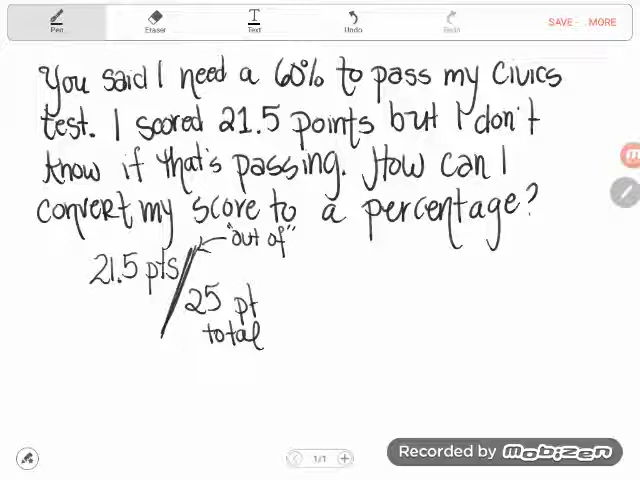 Pen
Eraser
Text
Undo
Redo
SAVE
MORE
You said I need a 60% to pass my Civics
test. I scored 21.5 points but I don't
know if that's passing. How can I
convert my score to a percentage?
"out of"
21.5 pts
25 pt
total
1/1
Recorded by mobizen